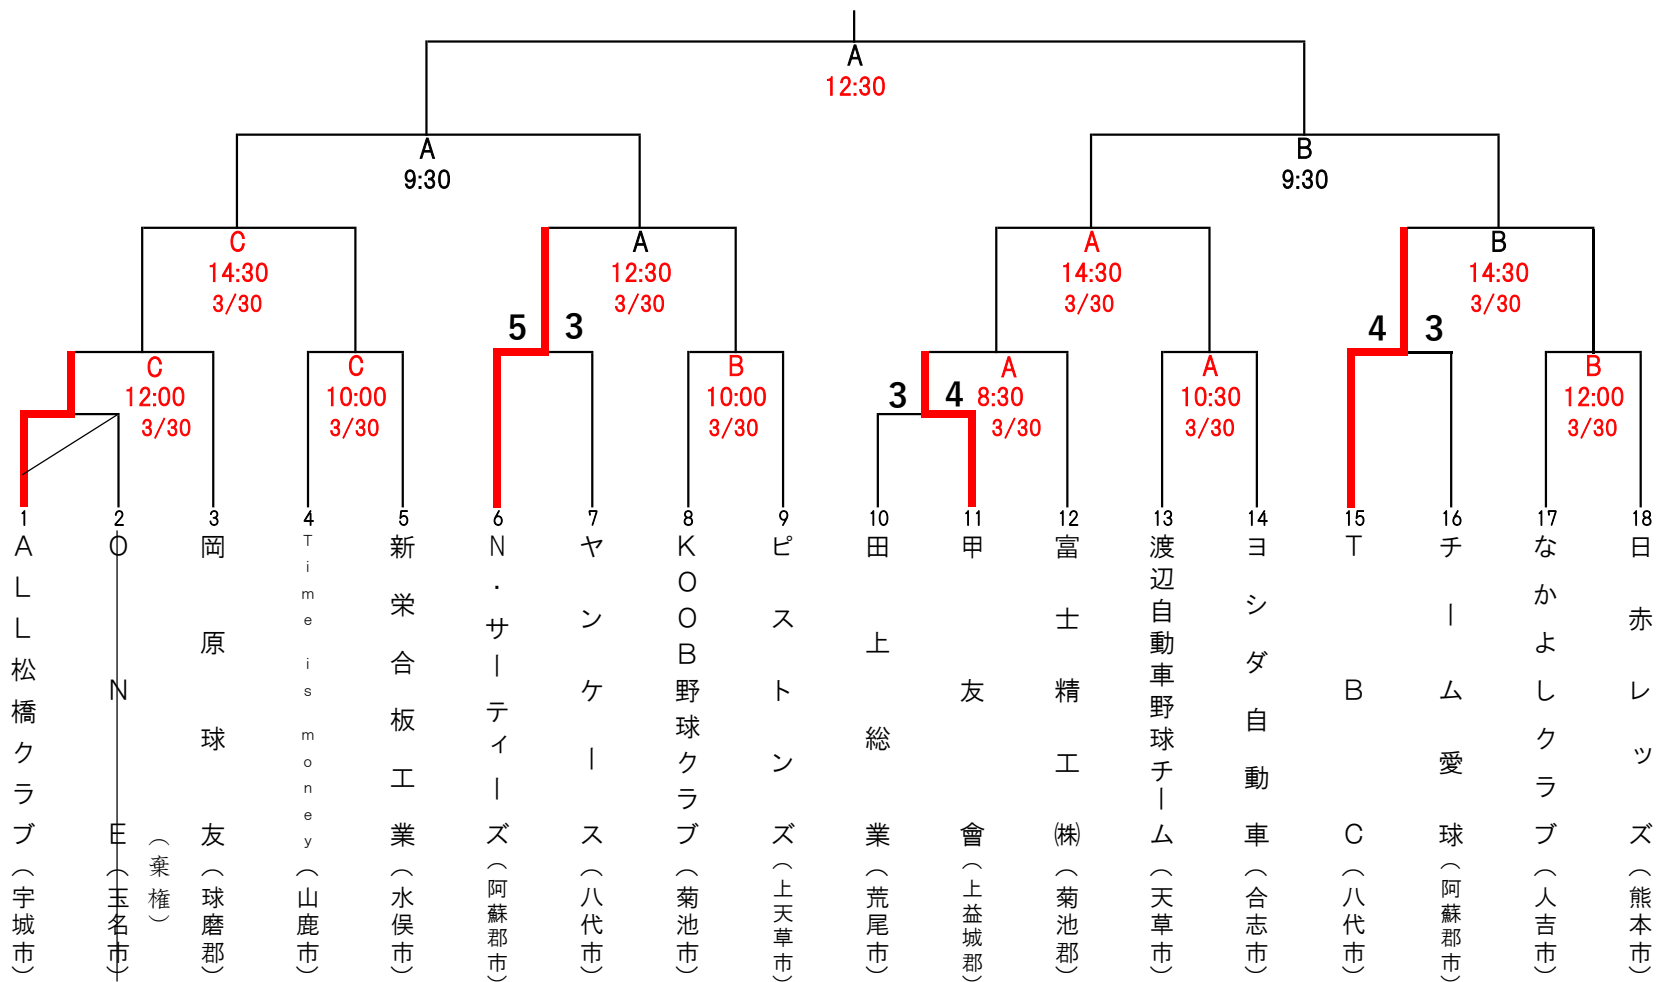 A
12:30
A
9:30
B
9:30
C
14:30
3/30
A
12:30
3/30
A
14:30
3/30
B
14:30
3/30
5 3
4 3
C
12:00
3/30
C
10:00
3/30
B
10:00
3/30
3 4
A
8:30
3/30
A
10:30
3/30
B
12:00
3/30
1
ALL松橋クラブ(宇城市)
2
ONE(玉名市)
(棄権)
3
岡原球友(球磨郡)
4
Time is money(山鹿市)
5
新栄合板工業(水俣市)
6
N・サーティーズ(阿蘇郡市)
7
ヤンケース(八代市)
8
KOOB野球クラブ(菊池市)
9
ピストンズ(上天草市)
10
田上総業(荒尾市)
11
甲友會(上益城郡)
12
富士精工㈱(菊池郡)
13
渡辺自動車野球チーム(天草市)
14
ヨシダ自動車(合志市)
15
TBC(八代市)
16
チーム愛球(阿蘇郡市)
17
なかよしクラブ(人吉市)
18
日赤レッズ(熊本市)